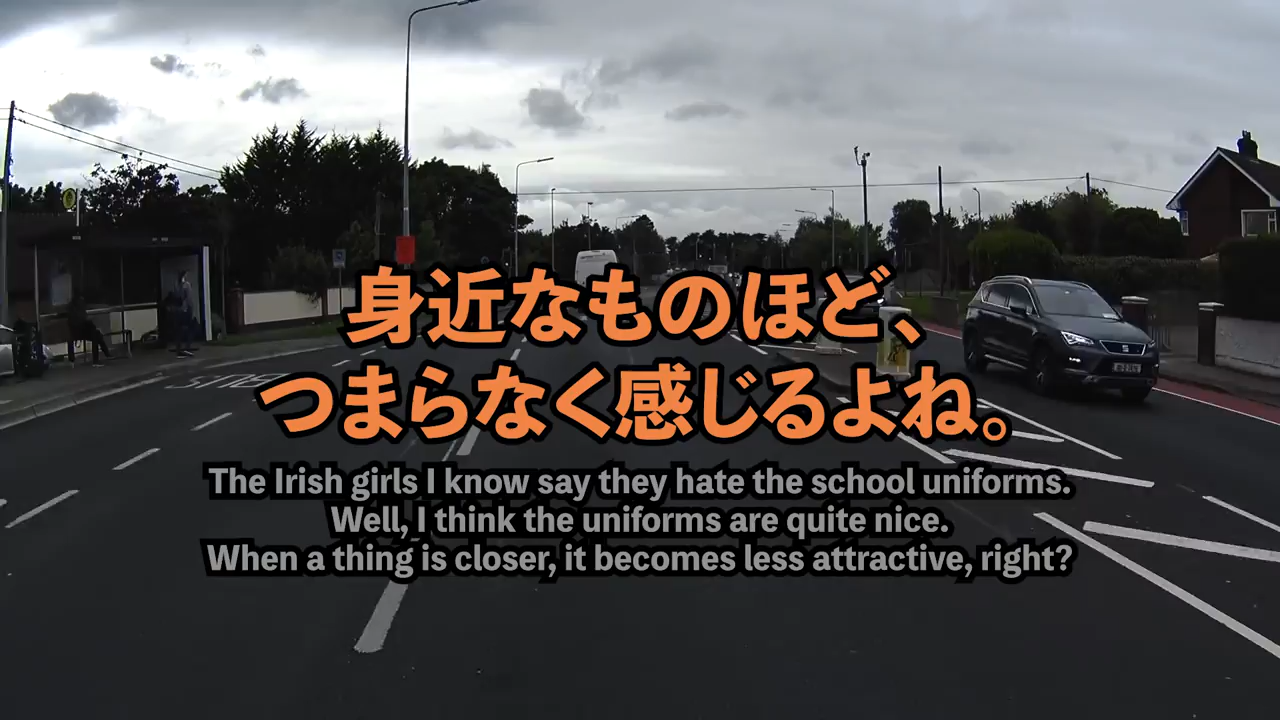 身近なものほど、
つまらなく感じるよね。
The Irish girls I know say they hate the school uniforms.
Well, I think the uniforms are quite nice.
When a thing is closer, it becomes less attractive, right?
BUS